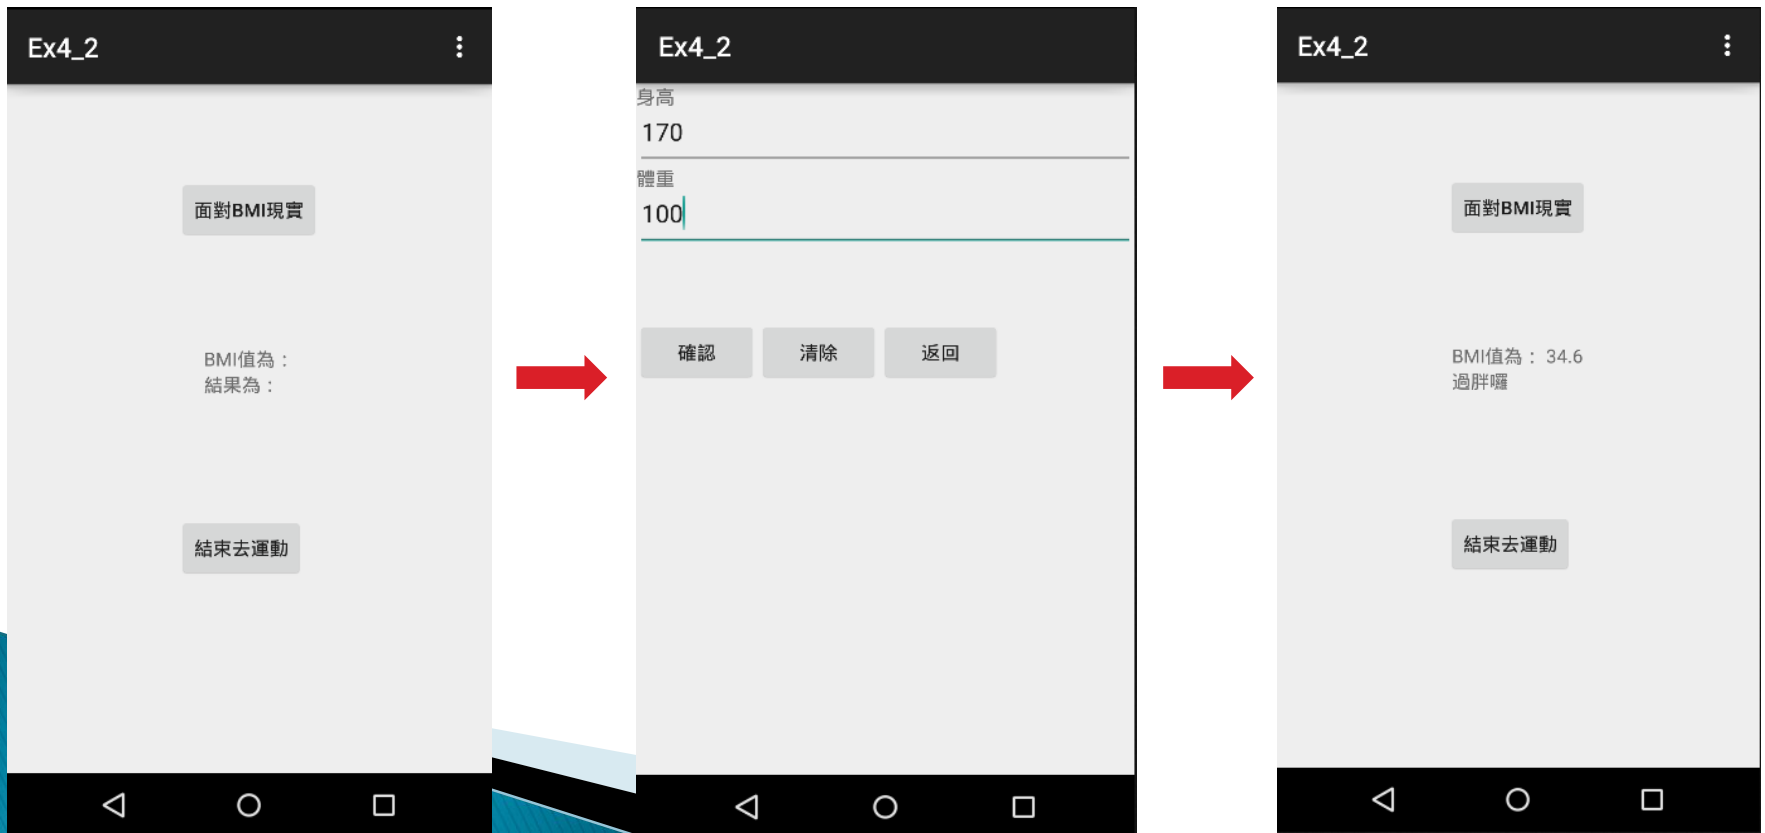 Ex4_2
面對BMI現實
BMI值為：
結果為：
結束去運動
Ex4_2
身高
170
體重
100
確認 清除 返回
Ex4_2
面對BMI現實
BMI值為： 34.6
過胖囉
結束去運動